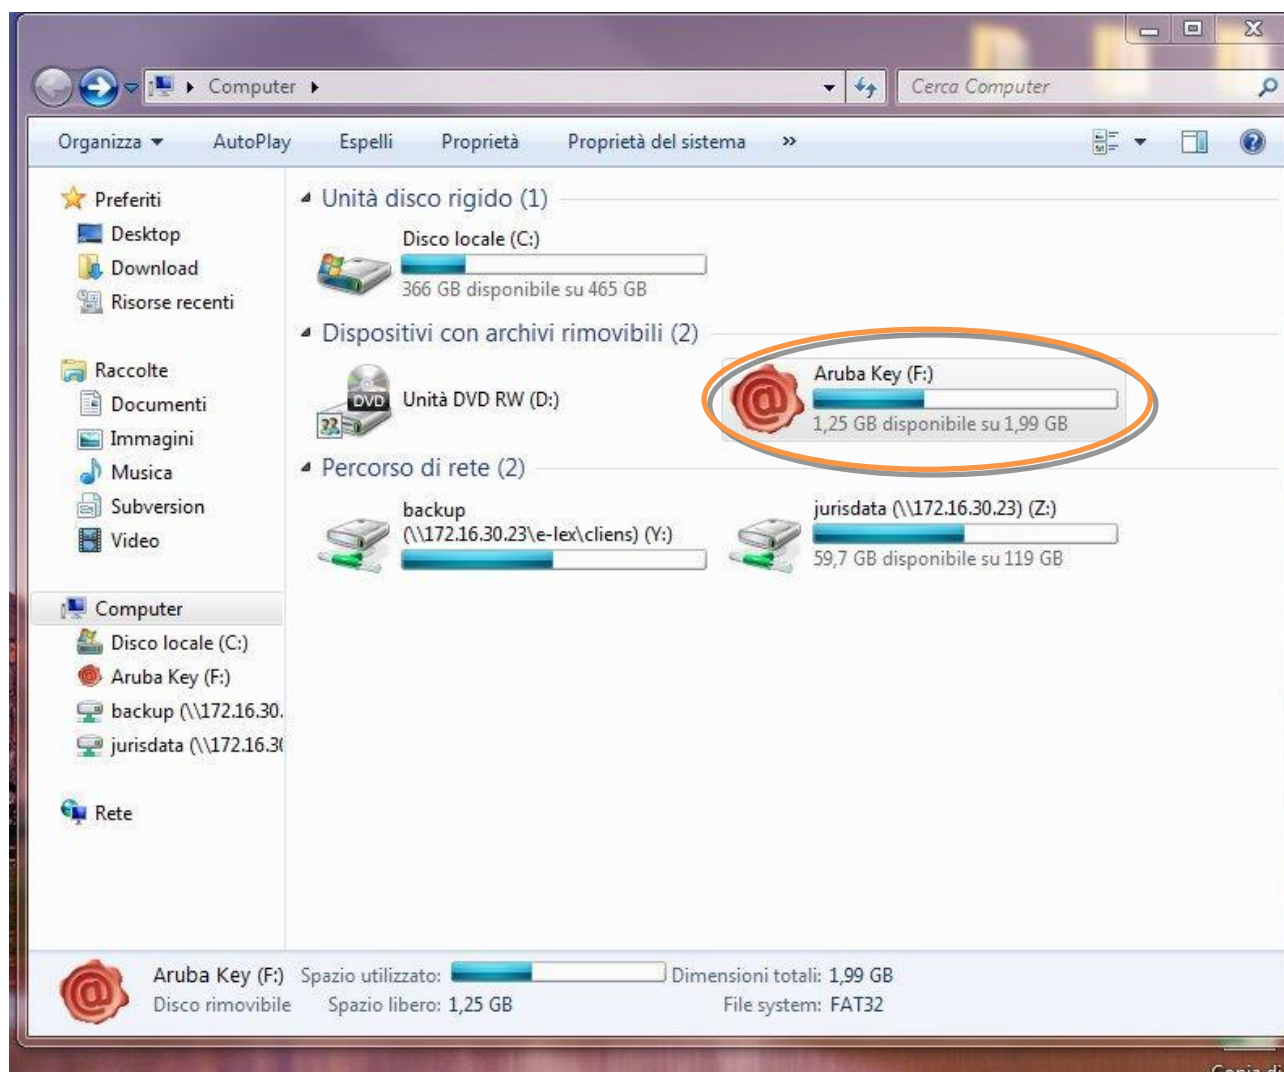 Computer
Cerca Computer
Organizza
AutoPlay
Espelli
Proprietà
Proprietà del sistema
»
Preferiti
Desktop
Download
Risorse recenti
Raccolte
Documenti
Immagini
Musica
Subversion
Video
Computer
Disco locale (C:)
Aruba Key (F:)
backup (\\172.16.30.
jurisdata (\\172.16.30
Rete
Unità disco rigido (1)
Disco locale (C:)
366 GB disponibile su 465 GB
Dispositivi con archivi rimovibili (2)
DVD
Unità DVD RW (D:)
Aruba Key (F:)
1,25 GB disponibile su 1,99 GB
Percorso di rete (2)
backup
(\\172.16.30.23\e-lex\cliens) (Y:)
jurisdata (\\172.16.30.23) (Z:)
59,7 GB disponibile su 119 GB
Aruba Key (F:) Spazio utilizzato: Dimensioni totali: 1,99 GB
Disco rimovibile Spazio libero: 1,25 GB File system: FAT32